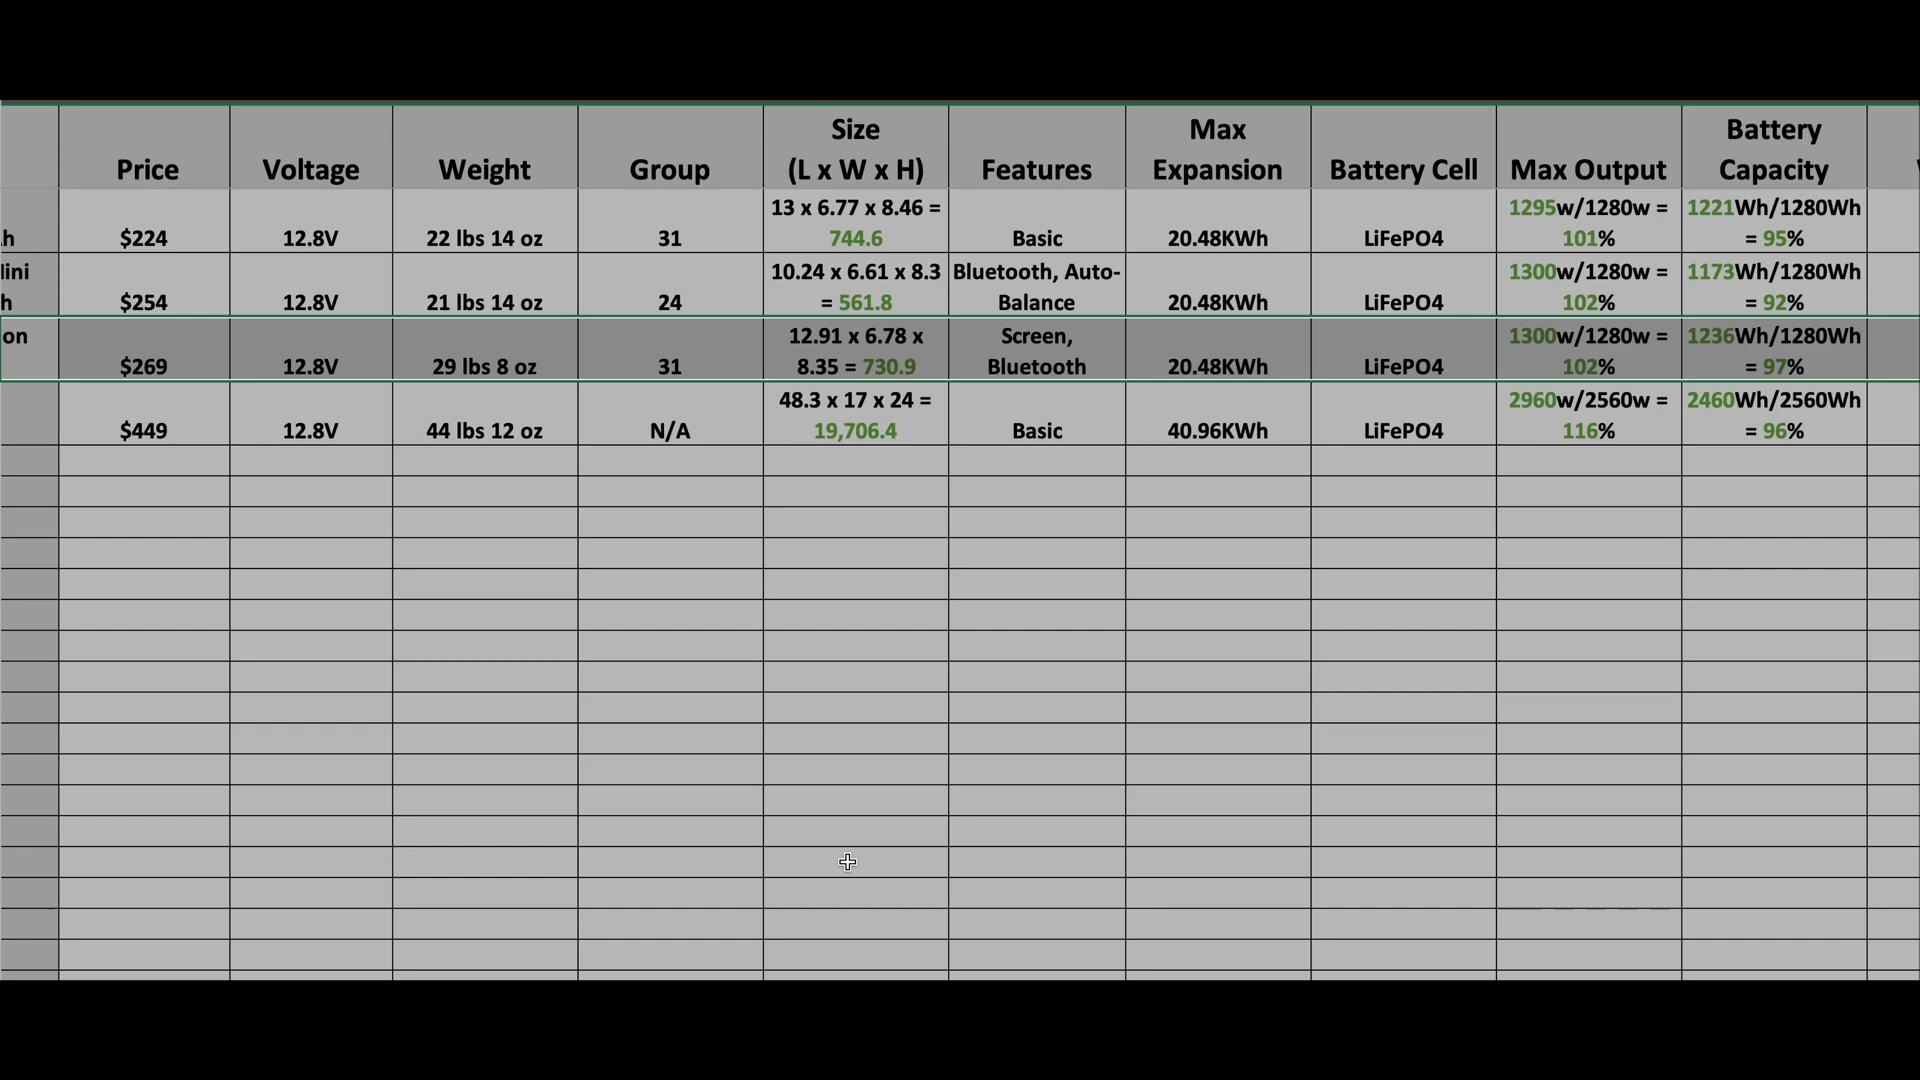 Price Voltage Weight Group Size (L x W x H) Features Max Expansion Battery Cell Max Output Battery Capacity
$224 12.8V 22 lbs 14 oz 31 13 x 6.77 x 8.46 = 744.6 Basic 20.48KWh LiFePO4 1295w/1280w = 101% 1221Wh/1280Wh = 95%
$254 12.8V 21 lbs 14 oz 24 10.24 x 6.61 x 8.3 = 561.8 Bluetooth, Auto-Balance 20.48KWh LiFePO4 1300w/1280w = 102% 1173Wh/1280Wh = 92%
on $269 12.8V 29 lbs 8 oz 31 12.91 x 6.78 x 8.35 = 730.9 Screen, Bluetooth 20.48KWh LiFePO4 1300w/1280w = 102% 1236Wh/1280Wh = 97%
$449 12.8V 44 lbs 12 oz N/A 48.3 x 17 x 24 = 19,706.4 Basic 40.96KWh LiFePO4 2960w/2560w = 116% 2460Wh/2560Wh = 96%